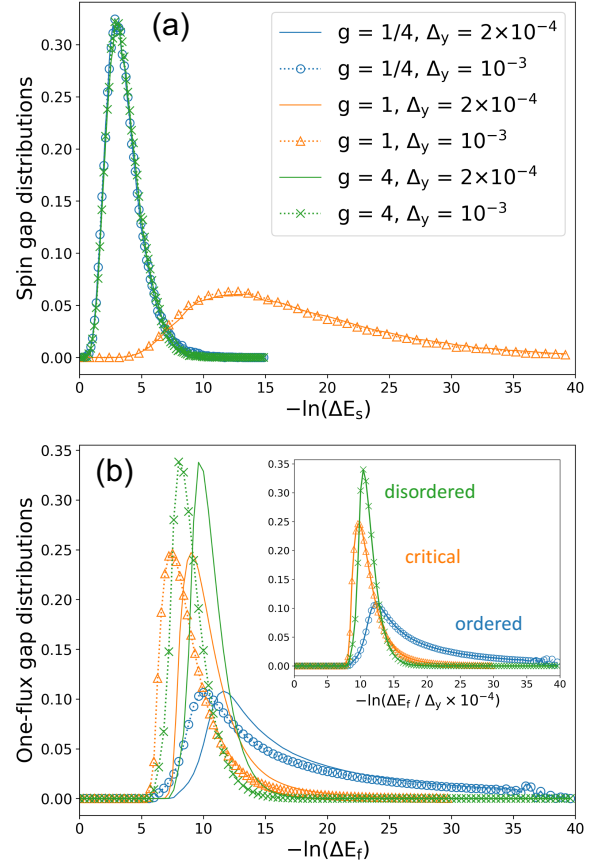 (a)
g = 1/4, Δy = 2×10⁻⁴
g = 1/4, Δy = 10⁻³
g = 1, Δy = 2×10⁻⁴
g = 1, Δy = 10⁻³
g = 4, Δy = 2×10⁻⁴
g = 4, Δy = 10⁻³
Spin gap distributions
0.30
0.25
0.20
0.15
0.10
0.05
0.00
0 5 10 15 20 25 30 35 40
−ln(ΔEs)
(b)
One-flux gap distributions
0.35
0.30
0.25
0.20
0.15
0.10
0.05
0.00
0.35
0.30
0.25
0.20
0.15
0.10
0.05
0.00
disordered
critical
ordered
0 5 10 15 20 25 30 35 40
−ln(ΔEf / Δy × 10⁻⁴)
0 5 10 15 20 25 30 35 40
−ln(ΔEf)